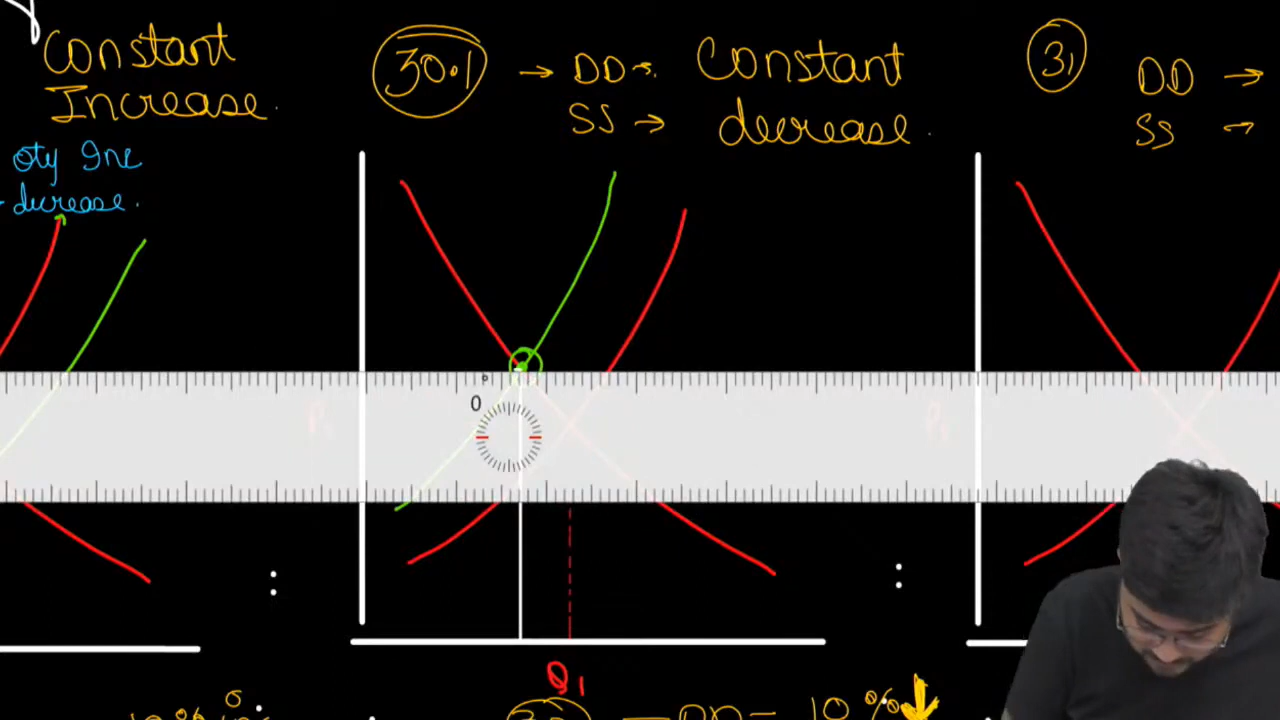 Constant
Increase.
Qty Inc
decrease.
30.1 → DD → Constant
SS → decrease.
31 DD →
SS →
0
Q1
DD = 10% ↓